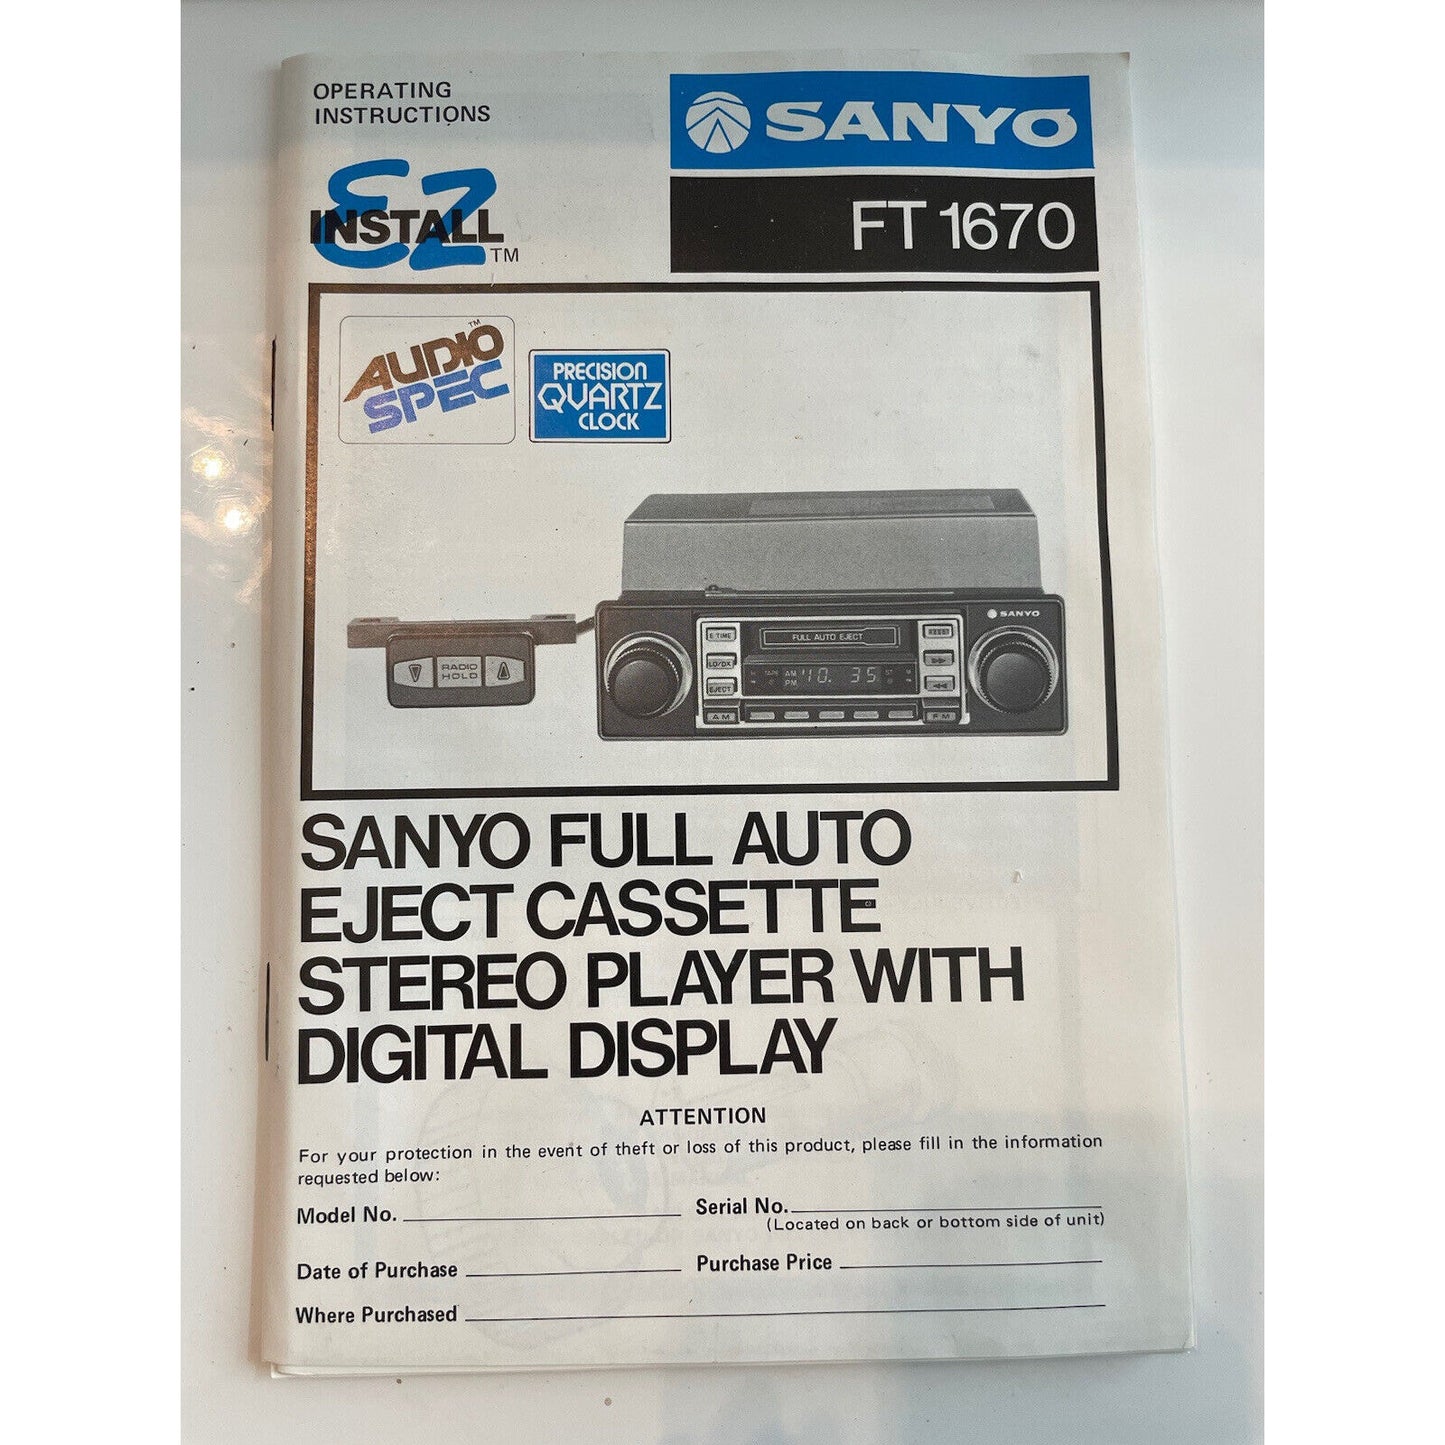 OPERATING
INSTRUCTIONS
EZ
INSTALL
TM
SANYO
FT 1670
AUDIO TM
SPEC
PRECISION
QUARTZ
CLOCK
SANYO
E·TIME
FULL AUTO EJECT
RESET
LO/DX
TAPE AM 10. 35 ST
PM
EJECT
AM
FM
RADIO
HOLD
SANYO FULL AUTO
EJECT CASSETTE
STEREO PLAYER WITH
DIGITAL DISPLAY
ATTENTION
For your protection in the event of theft or loss of this product, please fill in the information
requested below:
Model No. Serial No.
(Located on back or bottom side of unit)
Date of Purchase Purchase Price
Where Purchased